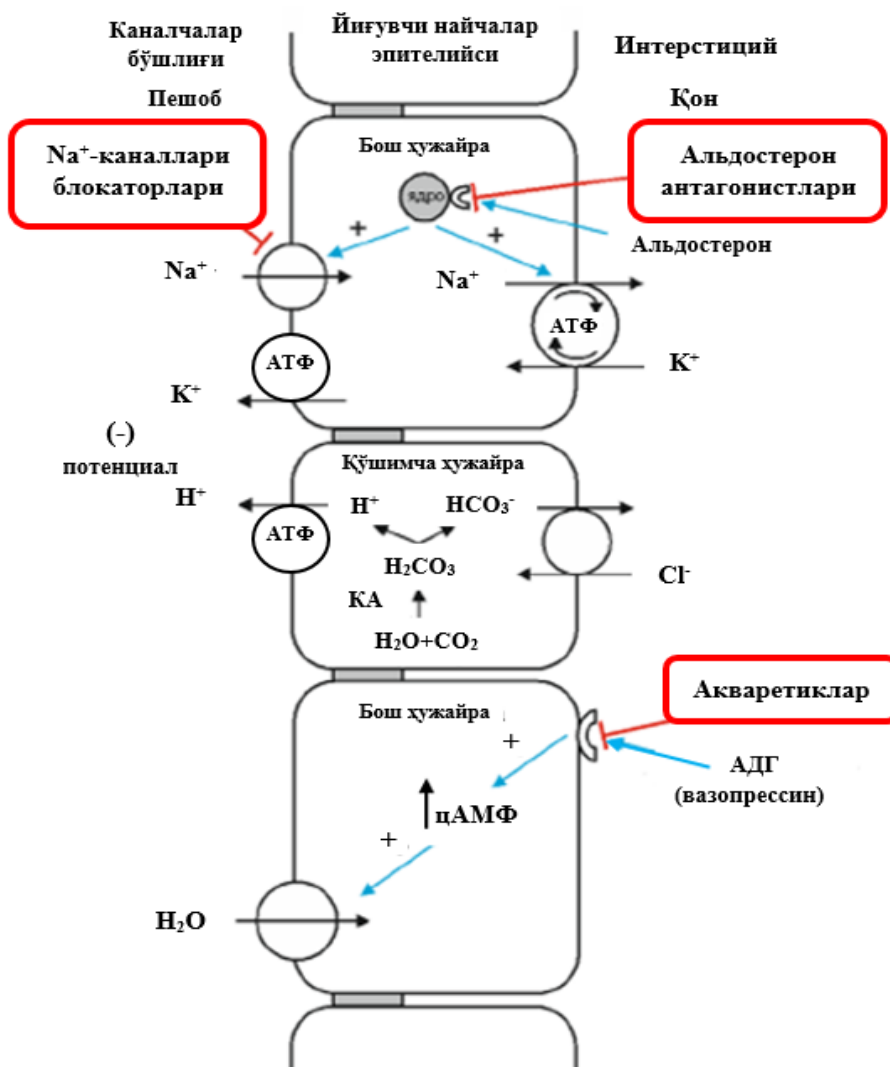 Каналчалар
бўшлиғи
Йиғувчи найчалар
эпителийси
Интерстиций
Пешоб
Қон
Na⁺-каналлари
блокаторлари
Бош ҳужайра
Альдостерон
антагонистлари
ядро
+
+
Альдостерон
Na⁺
Na⁺
АТФ
АТФ
K⁺
K⁺
(-)
потенциал
Қўшимча ҳужайра
H⁺
H⁺
HCO₃⁻
АТФ
H₂CO₃
Cl⁻
КА
H₂O+CO₂
Бош ҳужайра
Акваретиклар
+
АДГ
(вазопрессин)
цАМФ
+
H₂O